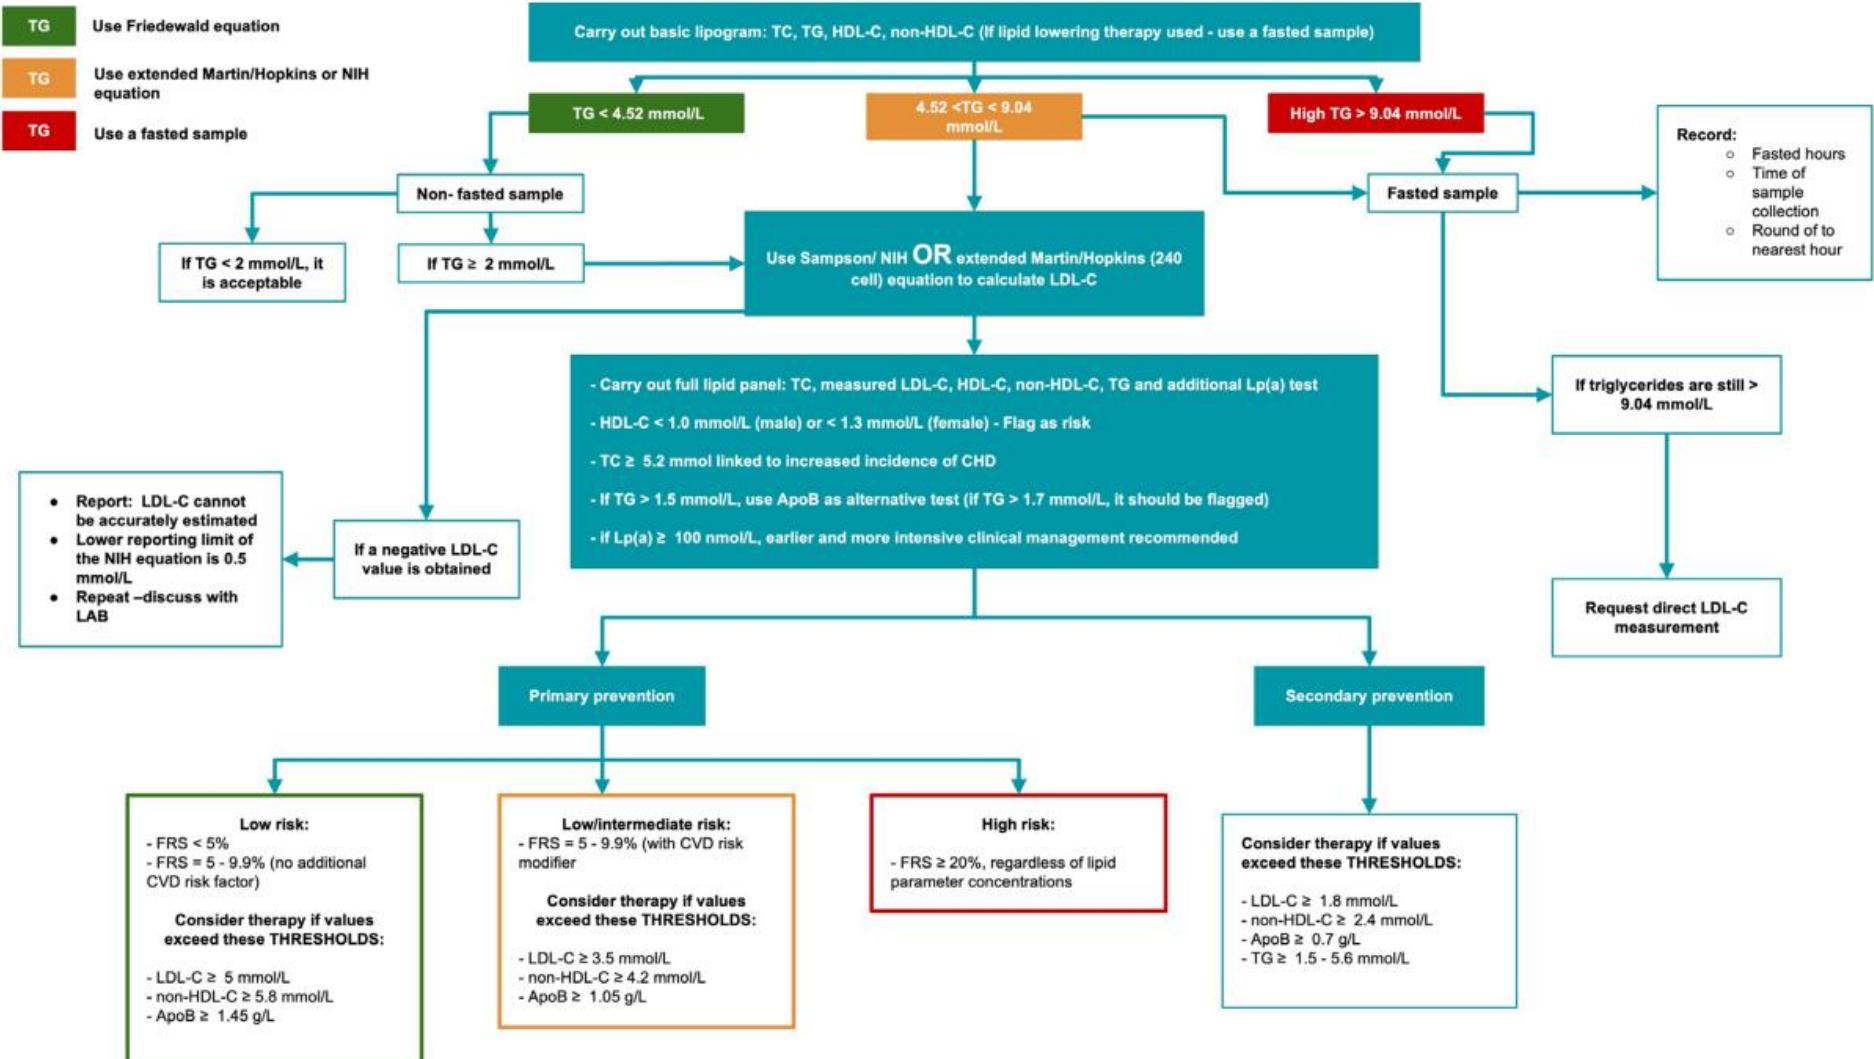 TG
Use Friedewald equation
TG
Use extended Martin/Hopkins or NIH
equation
TG
Use a fasted sample
Carry out basic lipogram: TC, TG, HDL-C, non-HDL-C (If lipid lowering therapy used - use a fasted sample)
TG < 4.52 mmol/L
4.52 <TG < 9.04
mmol/L
High TG > 9.04 mmol/L
Non- fasted sample
Fasted sample
Record:
○ Fasted hours
○ Time of
sample
collection
○ Round of to
nearest hour
If TG < 2 mmol/L, it
is acceptable
If TG ≥ 2 mmol/L
Use Sampson/ NIH OR extended Martin/Hopkins (240
cell) equation to calculate LDL-C
- Carry out full lipid panel: TC, measured LDL-C, HDL-C, non-HDL-C, TG and additional Lp(a) test
- HDL-C < 1.0 mmol/L (male) or < 1.3 mmol/L (female) - Flag as risk
- TC ≥ 5.2 mmol linked to increased incidence of CHD
- If TG > 1.5 mmol/L, use ApoB as alternative test (if TG > 1.7 mmol/L, it should be flagged)
- if Lp(a) ≥ 100 nmol/L, earlier and more intensive clinical management recommended
If triglycerides are still >
9.04 mmol/L
Request direct LDL-C
measurement
● Report: LDL-C cannot
be accurately estimated
● Lower reporting limit of
the NIH equation is 0.5
mmol/L
● Repeat –discuss with
LAB
If a negative LDL-C
value is obtained
Primary prevention
Secondary prevention
Low risk:
- FRS < 5%
- FRS = 5 - 9.9% (no additional
CVD risk factor)
Consider therapy if values
exceed these THRESHOLDS:
- LDL-C ≥ 5 mmol/L
- non-HDL-C ≥ 5.8 mmol/L
- ApoB ≥ 1.45 g/L
Low/intermediate risk:
- FRS = 5 - 9.9% (with CVD risk
modifier
Consider therapy if values
exceed these THRESHOLDS:
- LDL-C ≥ 3.5 mmol/L
- non-HDL-C ≥ 4.2 mmol/L
- ApoB ≥ 1.05 g/L
High risk:
- FRS ≥ 20%, regardless of lipid
parameter concentrations
Consider therapy if values
exceed these THRESHOLDS:
- LDL-C ≥ 1.8 mmol/L
- non-HDL-C ≥ 2.4 mmol/L
- ApoB ≥ 0.7 g/L
- TG ≥ 1.5 - 5.6 mmol/L